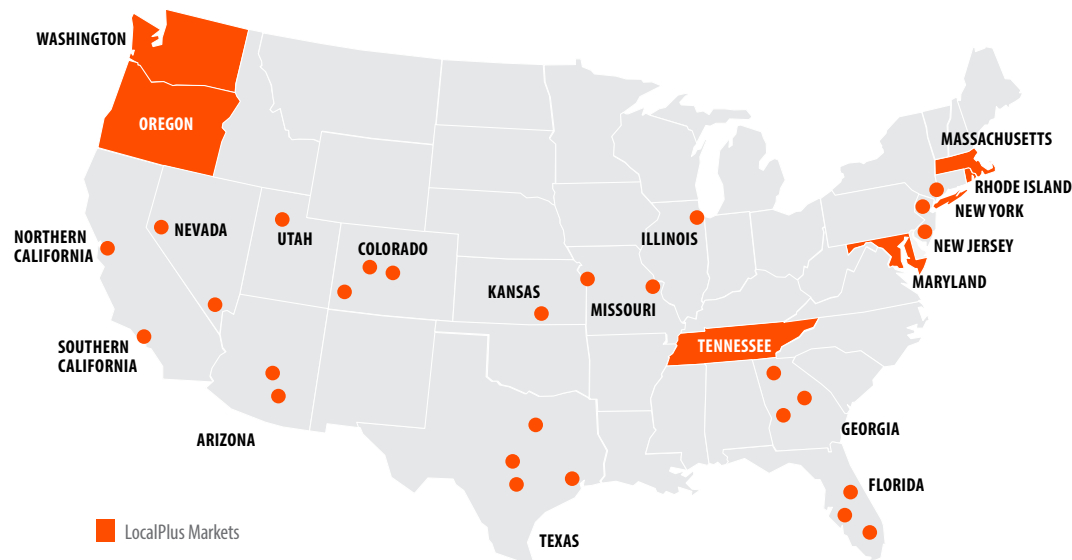 WASHINGTON
OREGON
MASSACHUSETTS
RHODE ISLAND
NEW YORK
NEVADA
UTAH
COLORADO
ILLINOIS
NEW JERSEY
NORTHERN
CALIFORNIA
MARYLAND
KANSAS
MISSOURI
TENNESSEE
SOUTHERN
CALIFORNIA
ARIZONA
GEORGIA
FLORIDA
LocalPlus Markets
TEXAS